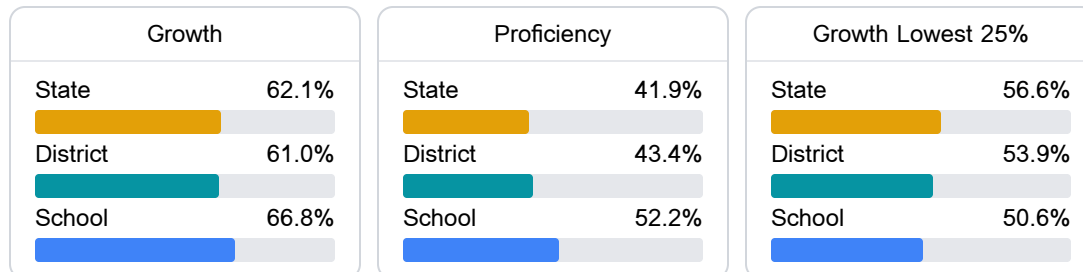 Growth
State 62.1%
District 61.0%
School 66.8%
Proficiency
State 41.9%
District 43.4%
School 52.2%
Growth Lowest 25%
State 56.6%
District 53.9%
School 50.6%